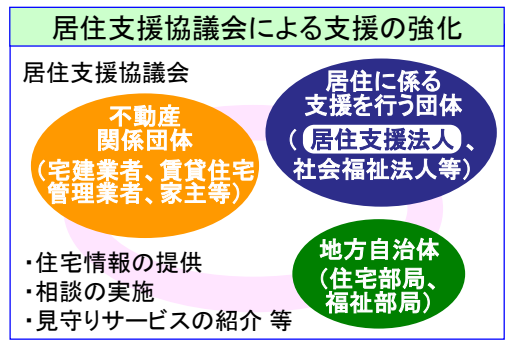 居住支援協議会による支援の強化
居住支援協議会
不動産
関係団体
（宅建業者、賃貸住宅
管理業者、家主等）
居住に係る
支援を行う団体
（ 居住支援法人 、
社会福祉法人等）
地方自治体
（住宅部局、
福祉部局）
・住宅情報の提供
・相談の実施
・見守りサービスの紹介 等